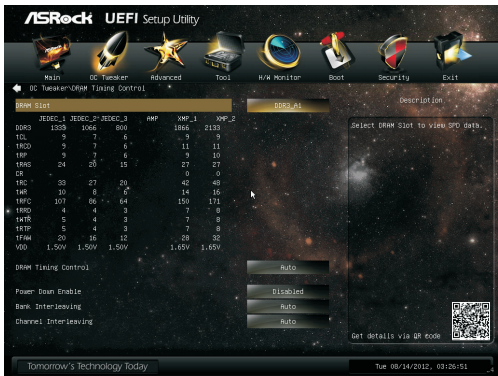 ASRock UEFI Setup Utility
Main OC Tweaker Advanced Tool H/W Monitor Boot Security Exit
OC Tweaker\DRAM Timing Control
DRAM Slot DDR3_A1
Description
Select DRAM Slot to view SPD data.
JEDEC_1 JEDEC_2 JEDEC_3 AMP XMP_1 XMP_2
DDR3 1333 1066 800 1866 2133
tCL 9 7 6 9 9
tRCD 9 7 6 11 11
tRP 9 7 6 9 10
tRAS 24 20 15 27 27
CR 0 0
tRC 33 27 20 42 48
tWR 10 8 6 14 16
tRFC 107 86 64 150 171
tRRD 4 4 3 7 8
tWTR 5 4 3 7 8
tRTP 5 4 3 7 8
tFAW 20 16 12 28 32
VDD 1.50V 1.50V 1.50V 1.65V 1.65V
DRAM Timing Control Auto
Power Down Enable Disabled
Bank Interleaving Auto
Channel Interleaving Auto
Get details via QR code
Tomorrow's Technology Today
Tue 08/14/2012, 03:26:51